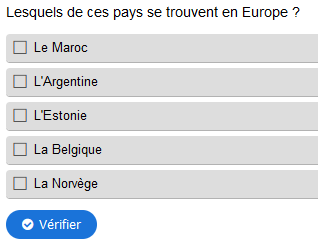 Lesquels de ces pays se trouvent en Europe ?
Le Maroc
L'Argentine
L'Estonie
La Belgique
La Norvège
Vérifier